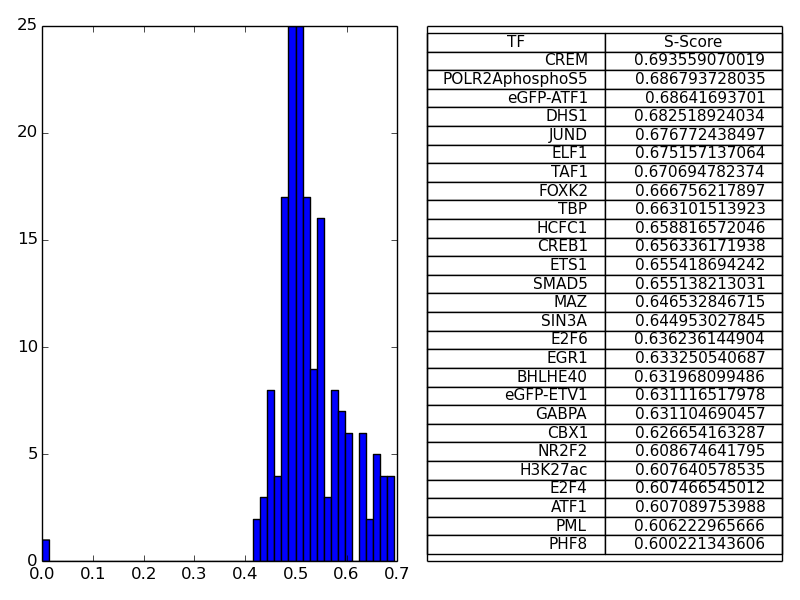 25
20
15
10
5
0
0.0 0.1 0.2 0.3 0.4 0.5 0.6 0.7
TF S-Score
CREM 0.693559070019
POLR2AphosphoS5 0.686793728035
eGFP-ATF1 0.68641693701
DHS1 0.682518924034
JUND 0.676772438497
ELF1 0.675157137064
TAF1 0.670694782374
FOXK2 0.666756217897
TBP 0.663101513923
HCFC1 0.658816572046
CREB1 0.656336171938
ETS1 0.655418694242
SMAD5 0.655138213031
MAZ 0.646532846715
SIN3A 0.644953027845
E2F6 0.636236144904
EGR1 0.633250540687
BHLHE40 0.631968099486
eGFP-ETV1 0.631116517978
GABPA 0.631104690457
CBX1 0.626654163287
NR2F2 0.608674641795
H3K27ac 0.607640578535
E2F4 0.607466545012
ATF1 0.607089753988
PML 0.606222965666
PHF8 0.600221343606